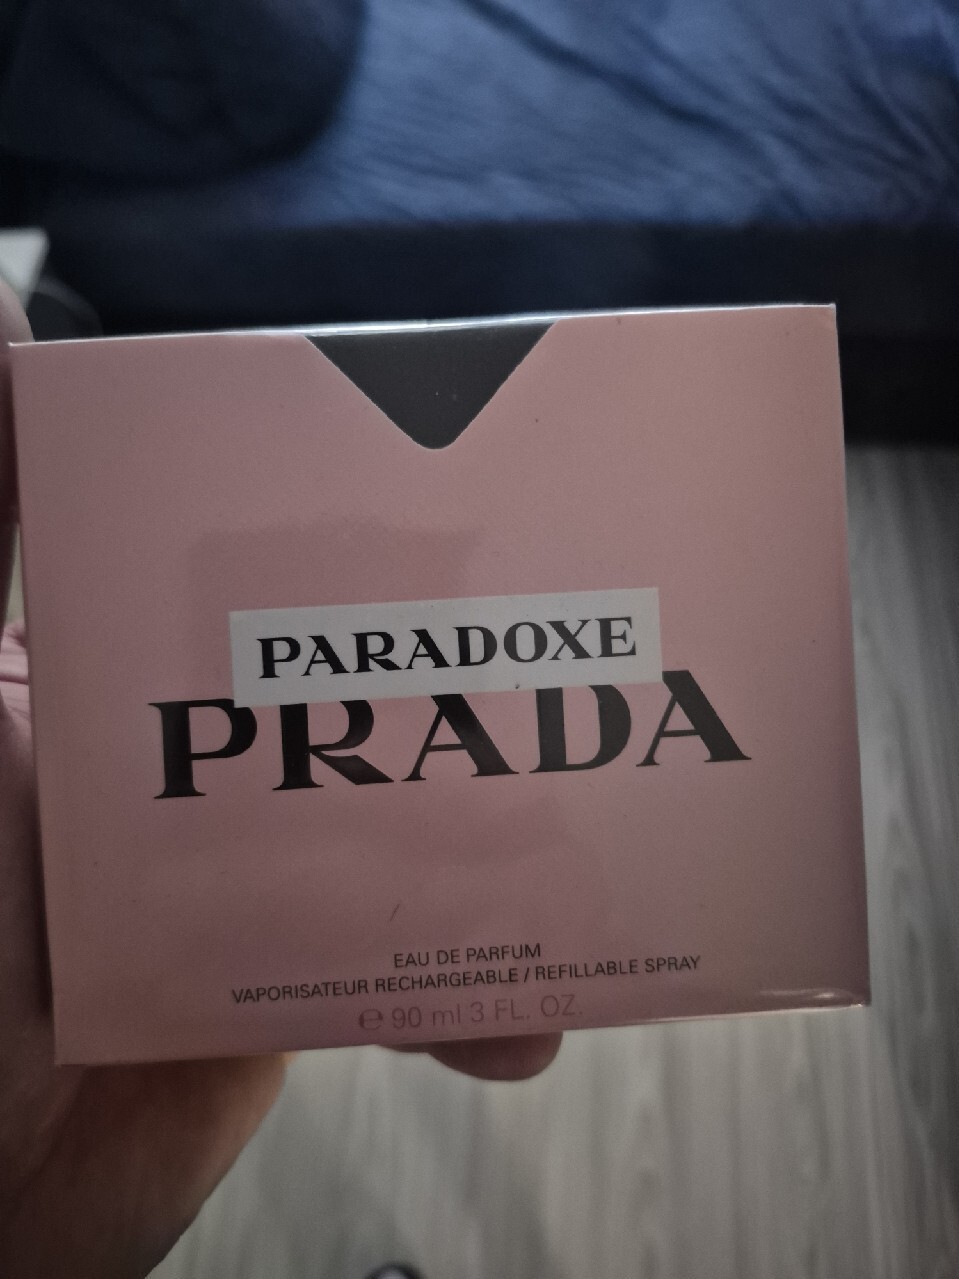 PARADOXE
PRADA
EAU DE PARFUM
VAPORISATEUR RECHARGEABLE / REFILLABLE SPRAY
℮ 90 ml 3 FL. OZ.